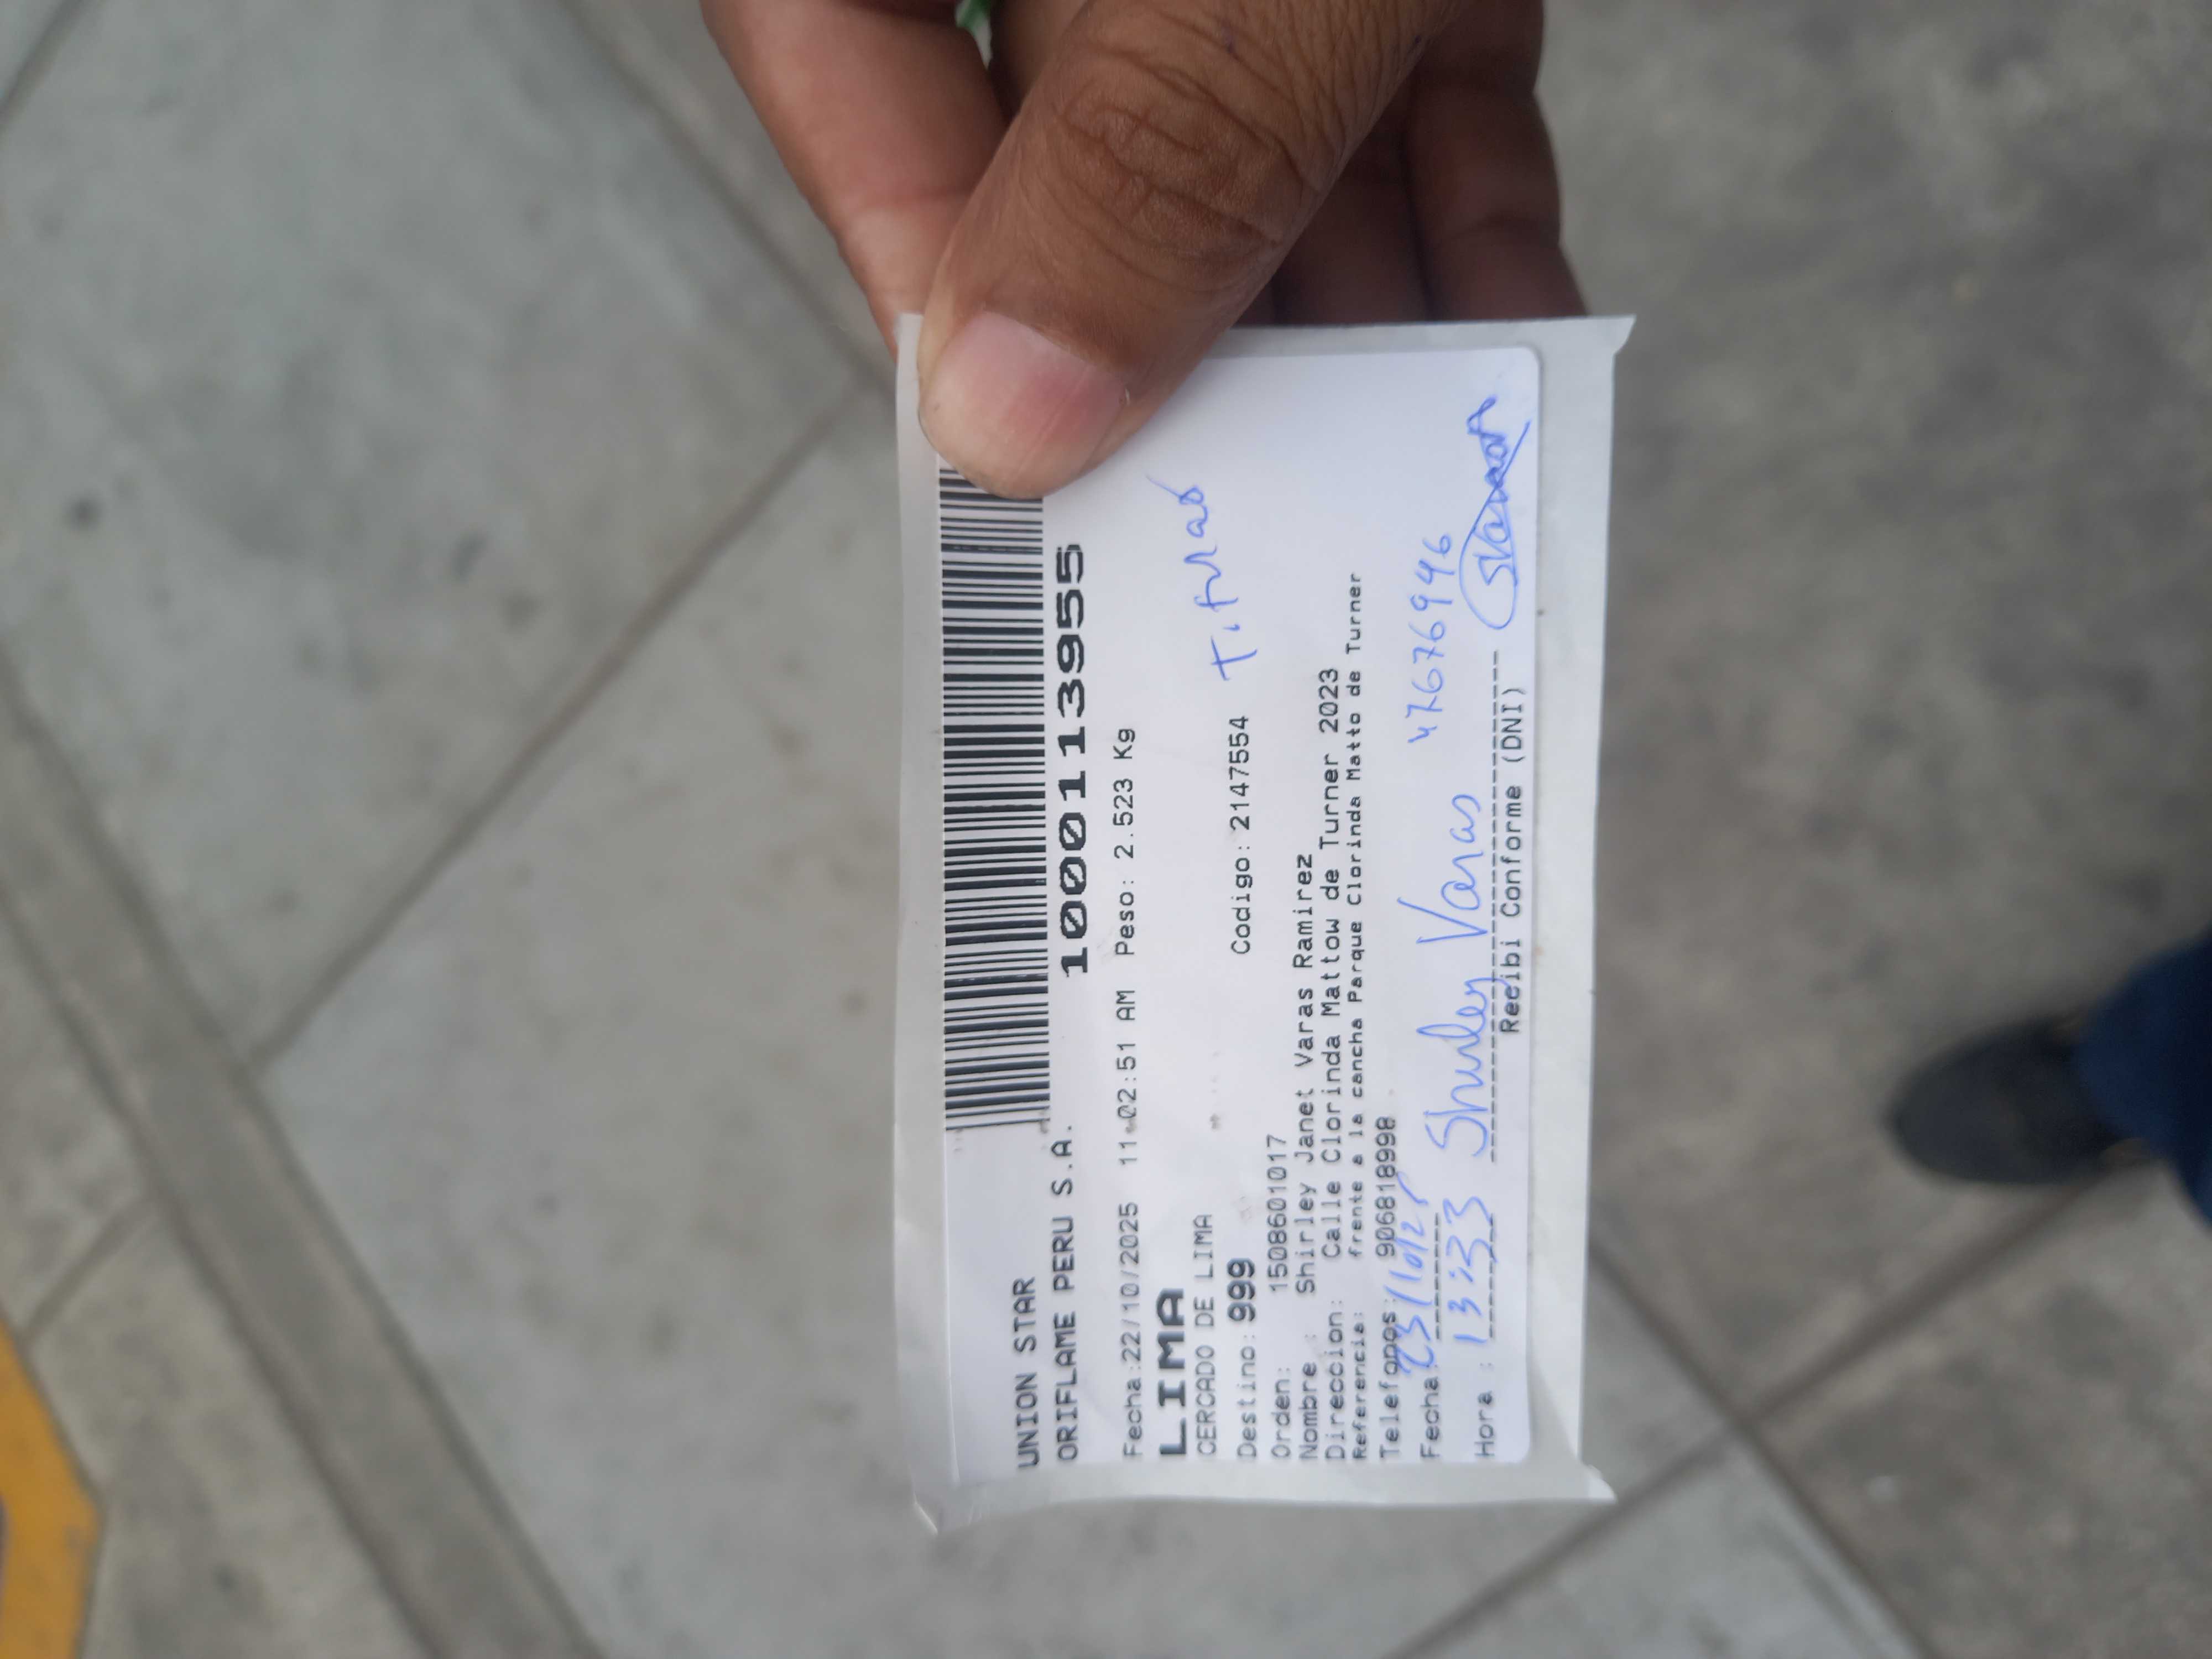 UNION STAR
ORIFLAME PERU S.A.
10001113955
Fecha:22/10/2025 11:02:51 AM Peso: 2.523 Kg
LIMA
CERCADO DE LIMA
Destino: 999 Codigo: 2147554
Orden: 1508601017
Nombre : Shirley Janet Varas Ramirez
Direccion: Calle Clorinda Mattow de Turner 2023
Referencia: frente a la cancha Parque Clorinda Matto de Turner
Telefonos: 906818998
Fecha: 23/10/25
Hora : 13:33 Shirley Varas 47676946
Recibi Conforme (DNI)